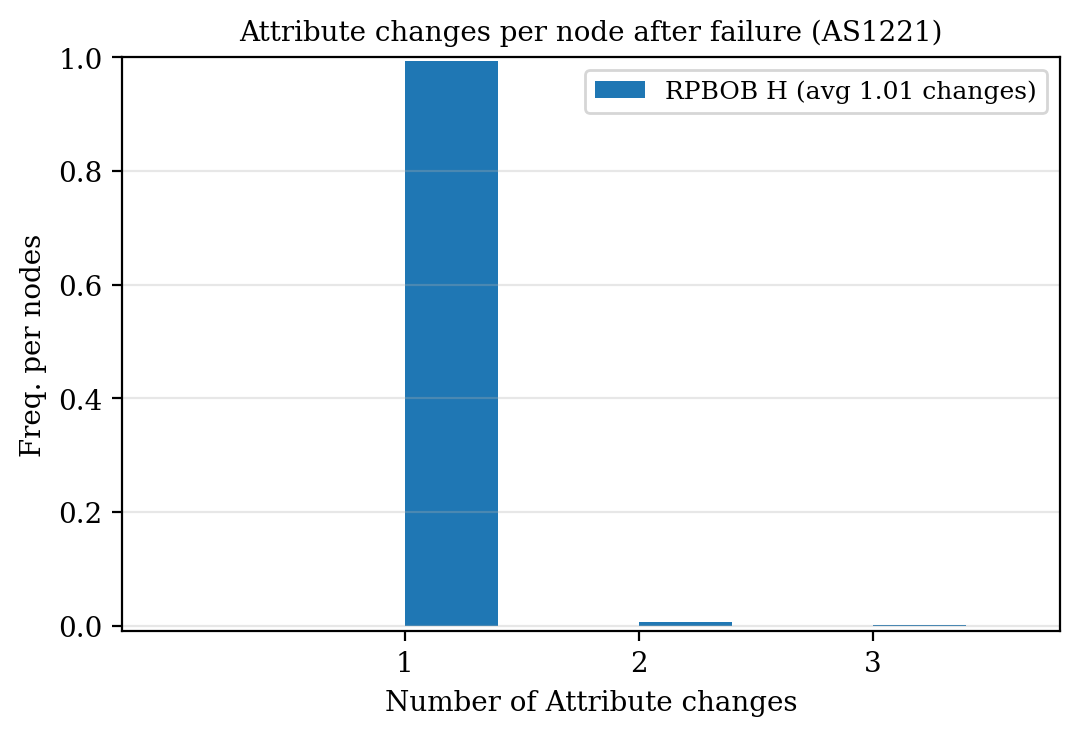 Attribute changes per node after failure (AS1221)
RPBOB H (avg 1.01 changes)
Freq. per nodes
1.0
0.8
0.6
0.4
0.2
0.0
1 2 3
Number of Attribute changes